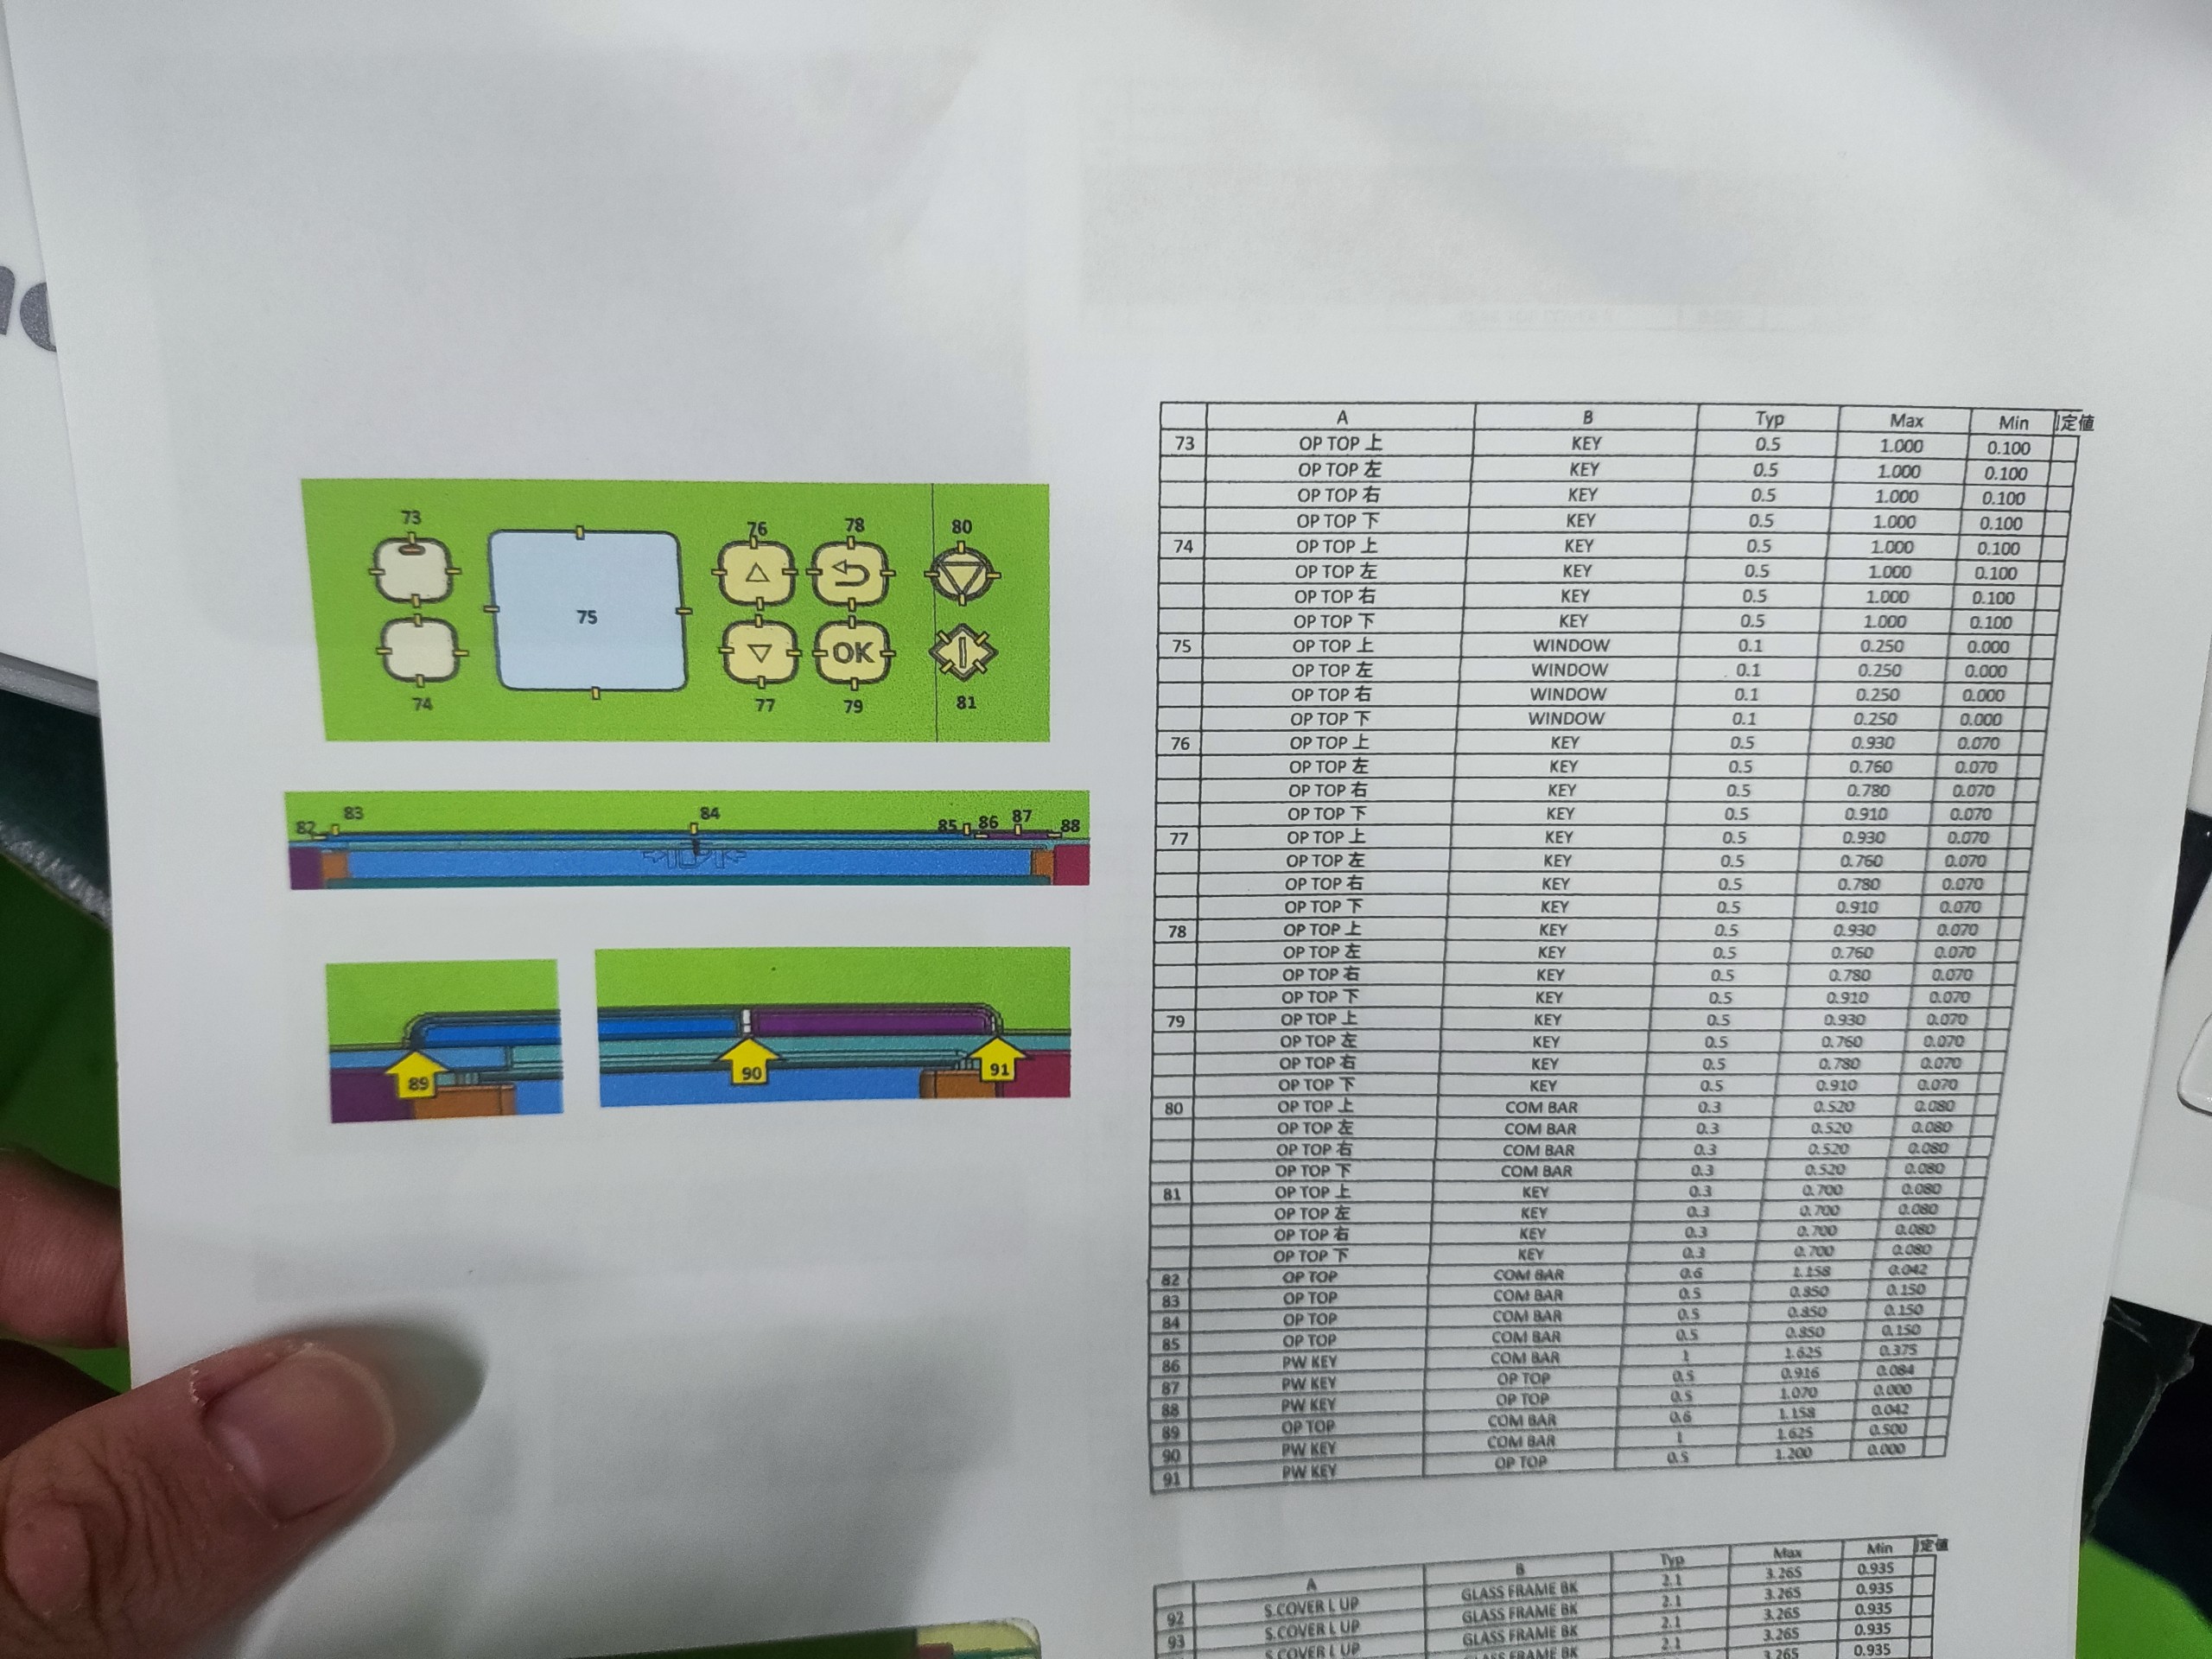 73
76
78
80
75
OK
74
77
79
81
82
83
84
85
86
87
88
89
90
91
A B Typ Max Min 定値
73 OP TOP 上 KEY 0.5 1.000 0.100
OP TOP 左 KEY 0.5 1.000 0.100
OP TOP 右 KEY 0.5 1.000 0.100
OP TOP 下 KEY 0.5 1.000 0.100
74 OP TOP 上 KEY 0.5 1.000 0.100
OP TOP 左 KEY 0.5 1.000 0.100
OP TOP 右 KEY 0.5 1.000 0.100
OP TOP 下 KEY 0.5 1.000 0.100
75 OP TOP 上 WINDOW 0.1 0.250 0.000
OP TOP 左 WINDOW 0.1 0.250 0.000
OP TOP 右 WINDOW 0.1 0.250 0.000
OP TOP 下 WINDOW 0.1 0.250 0.000
76 OP TOP 上 KEY 0.5 0.930 0.070
OP TOP 左 KEY 0.5 0.760 0.070
OP TOP 右 KEY 0.5 0.780 0.070
OP TOP 下 KEY 0.5 0.910 0.070
77 OP TOP 上 KEY 0.5 0.930 0.070
OP TOP 左 KEY 0.5 0.760 0.070
OP TOP 右 KEY 0.5 0.780 0.070
OP TOP 下 KEY 0.5 0.910 0.070
78 OP TOP 上 KEY 0.5 0.930 0.070
OP TOP 左 KEY 0.5 0.760 0.070
OP TOP 右 KEY 0.5 0.780 0.070
OP TOP 下 KEY 0.5 0.910 0.070
79 OP TOP 上 KEY 0.5 0.930 0.070
OP TOP 左 KEY 0.5 0.760 0.070
OP TOP 右 KEY 0.5 0.780 0.070
OP TOP 下 KEY 0.5 0.910 0.070
80 OP TOP 上 COM BAR 0.3 0.520 0.080
OP TOP 左 COM BAR 0.3 0.520 0.080
OP TOP 右 COM BAR 0.3 0.520 0.080
OP TOP 下 COM BAR 0.3 0.520 0.080
81 OP TOP 上 KEY 0.3 0.700 0.080
OP TOP 左 KEY 0.3 0.700 0.080
OP TOP 右 KEY 0.3 0.700 0.080
OP TOP 下 KEY 0.3 0.700 0.080
82 OP TOP COM BAR 0.6 1.158 0.042
83 OP TOP COM BAR 0.5 0.850 0.150
84 OP TOP COM BAR 0.5 0.850 0.150
85 OP TOP COM BAR 0.5 0.850 0.150
86 PW KEY COM BAR 1 1.625 0.375
87 PW KEY OP TOP 0.5 0.916 0.084
88 PW KEY OP TOP 0.5 1.070 0.000
89 OP TOP COM BAR 0.6 1.158 0.042
90 PW KEY COM BAR 1 1.625 0.500
91 PW KEY OP TOP 0.5 1.200 0.000
A B Typ Max Min 定値
92 S.COVER L UP GLASS FRAME BK 2.1 3.265 0.935
93 S.COVER L UP GLASS FRAME BK 2.1 3.265 0.935
S.COVER L UP GLASS FRAME BK 2.1 3.265 0.935
GLASS FRAME BK 2.1 3.265 0.935